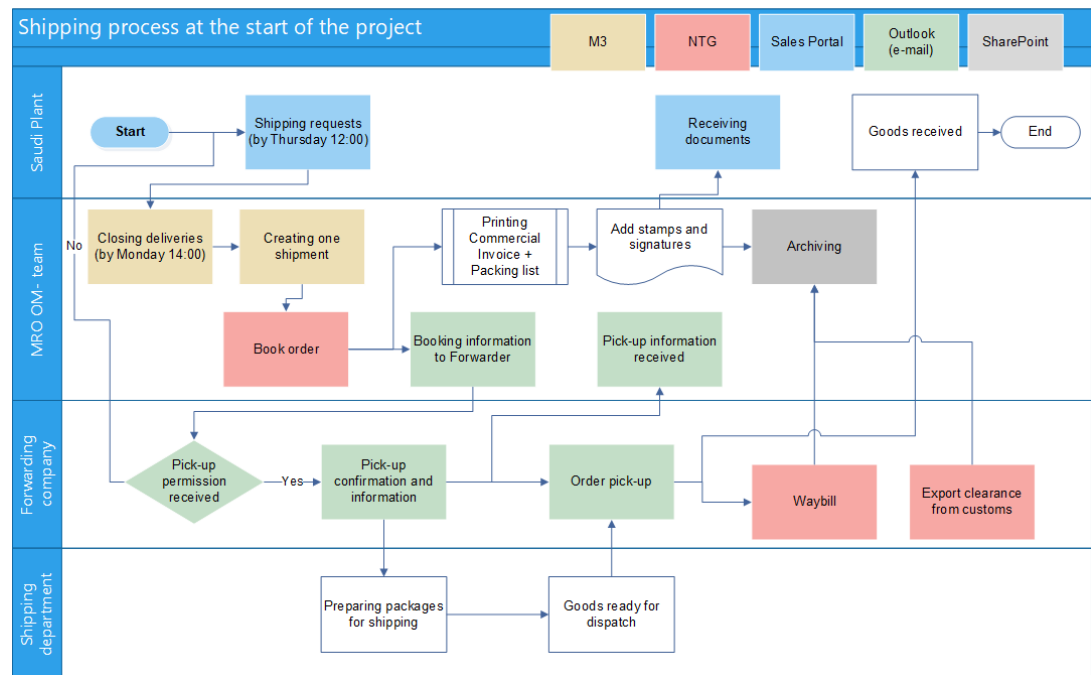 Shipping process at the start of the project
M3
NTG
Sales Portal
Outlook
(e-mail)
SharePoint
Saudi Plant
Start
Shipping requests
(by Thursday 12:00)
Receiving
documents
Goods received
End
MRO OM- team
No
Closing deliveries
(by Monday 14:00)
Creating one
shipment
Printing
Commercial
Invoice +
Packing list
Add stamps and
signatures
Archiving
Book order
Booking information
to Forwarder
Pick-up information
received
Forwarding
company
Pick-up
permission
received
Yes
Pick-up
confirmation and
information
Order pick-up
Waybill
Export clearance
from customs
Shipping
department
Preparing packages
for shipping
Goods ready for
dispatch